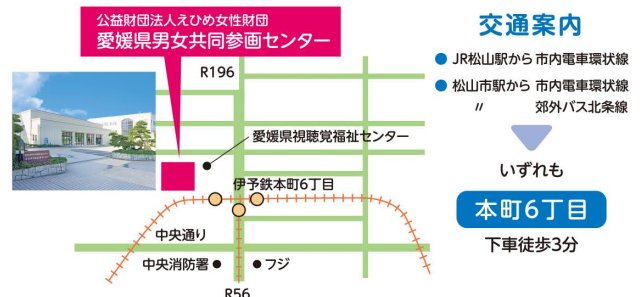 公益財団法人えひめ女性財団
愛媛県男女共同参画センター
R196
愛媛県視聴覚福祉センター
伊予鉄本町6丁目
中央通り
中央消防署
フジ
R56
交通案内
JR松山駅から 市内電車環状線
松山市駅から 市内電車環状線
〃 郊外バス北条線
いずれも
本町6丁目
下車徒歩3分